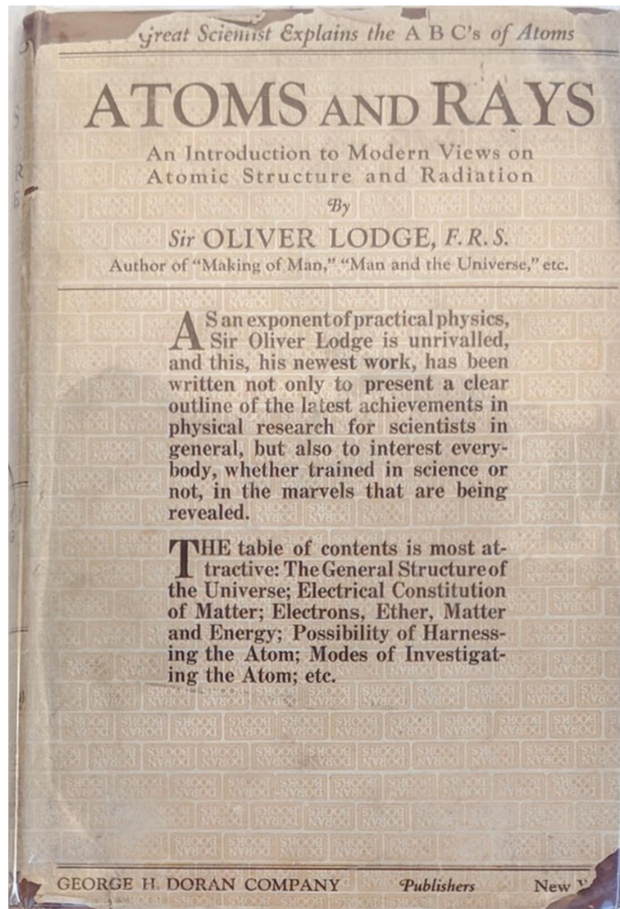 Great Scientist Explains the A B C's of Atoms
ATOMS AND RAYS
An Introduction to Modern Views on
Atomic Structure and Radiation
By
Sir OLIVER LODGE, F. R. S.
Author of "Making of Man," "Man and the Universe," etc.
AS an exponent of practical physics,
Sir Oliver Lodge is unrivalled,
and this, his newest work, has been
written not only to present a clear
outline of the latest achievements in
physical research for scientists in
general, but also to interest every-
body, whether trained in science or
not, in the marvels that are being
revealed.
THE table of contents is most at-
tractive: The General Structure of
the Universe; Electrical Constitution
of Matter; Electrons, Ether, Matter
and Energy; Possibility of Harness-
ing the Atom; Modes of Investigat-
ing the Atom; etc.
GEORGE H. DORAN COMPANY Publishers New